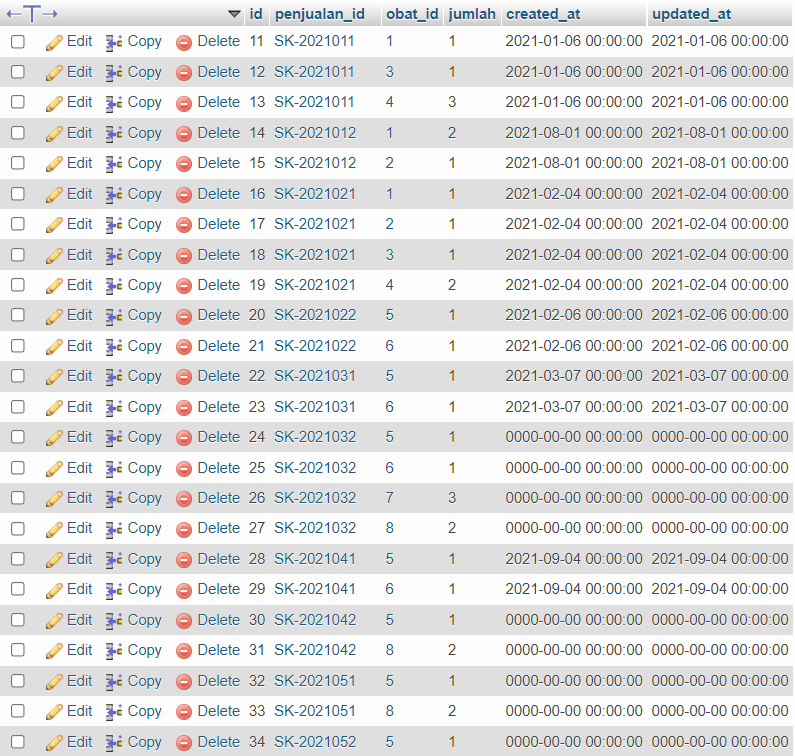 id penjualan_id obat_id jumlah created_at updated_at
Edit Copy Delete 11 SK-2021011 1 1 2021-01-06 00:00:00 2021-01-06 00:00:00
Edit Copy Delete 12 SK-2021011 3 1 2021-01-06 00:00:00 2021-01-06 00:00:00
Edit Copy Delete 13 SK-2021011 4 3 2021-01-06 00:00:00 2021-01-06 00:00:00
Edit Copy Delete 14 SK-2021012 1 2 2021-08-01 00:00:00 2021-08-01 00:00:00
Edit Copy Delete 15 SK-2021012 2 1 2021-08-01 00:00:00 2021-08-01 00:00:00
Edit Copy Delete 16 SK-2021021 1 1 2021-02-04 00:00:00 2021-02-04 00:00:00
Edit Copy Delete 17 SK-2021021 2 1 2021-02-04 00:00:00 2021-02-04 00:00:00
Edit Copy Delete 18 SK-2021021 3 1 2021-02-04 00:00:00 2021-02-04 00:00:00
Edit Copy Delete 19 SK-2021021 4 2 2021-02-04 00:00:00 2021-02-04 00:00:00
Edit Copy Delete 20 SK-2021022 5 1 2021-02-06 00:00:00 2021-02-06 00:00:00
Edit Copy Delete 21 SK-2021022 6 1 2021-02-06 00:00:00 2021-02-06 00:00:00
Edit Copy Delete 22 SK-2021031 5 1 2021-03-07 00:00:00 2021-03-07 00:00:00
Edit Copy Delete 23 SK-2021031 6 1 2021-03-07 00:00:00 2021-03-07 00:00:00
Edit Copy Delete 24 SK-2021032 5 1 0000-00-00 00:00:00 0000-00-00 00:00:00
Edit Copy Delete 25 SK-2021032 6 1 0000-00-00 00:00:00 0000-00-00 00:00:00
Edit Copy Delete 26 SK-2021032 7 3 0000-00-00 00:00:00 0000-00-00 00:00:00
Edit Copy Delete 27 SK-2021032 8 2 0000-00-00 00:00:00 0000-00-00 00:00:00
Edit Copy Delete 28 SK-2021041 5 1 2021-09-04 00:00:00 2021-09-04 00:00:00
Edit Copy Delete 29 SK-2021041 6 1 2021-09-04 00:00:00 2021-09-04 00:00:00
Edit Copy Delete 30 SK-2021042 5 1 0000-00-00 00:00:00 0000-00-00 00:00:00
Edit Copy Delete 31 SK-2021042 8 2 0000-00-00 00:00:00 0000-00-00 00:00:00
Edit Copy Delete 32 SK-2021051 5 1 0000-00-00 00:00:00 0000-00-00 00:00:00
Edit Copy Delete 33 SK-2021051 8 2 0000-00-00 00:00:00 0000-00-00 00:00:00
Edit Copy Delete 34 SK-2021052 5 1 0000-00-00 00:00:00 0000-00-00 00:00:00